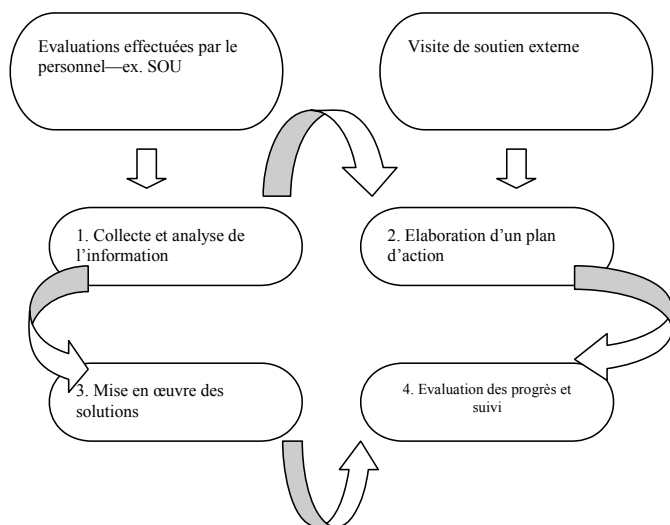 Evaluations effectuées par le
personnel—ex. SOU
Visite de soutien externe
1. Collecte et analyse de
l’information
2. Elaboration d’un plan
d’action
3. Mise en œuvre des
solutions
4. Evaluation des progrès et
suivi